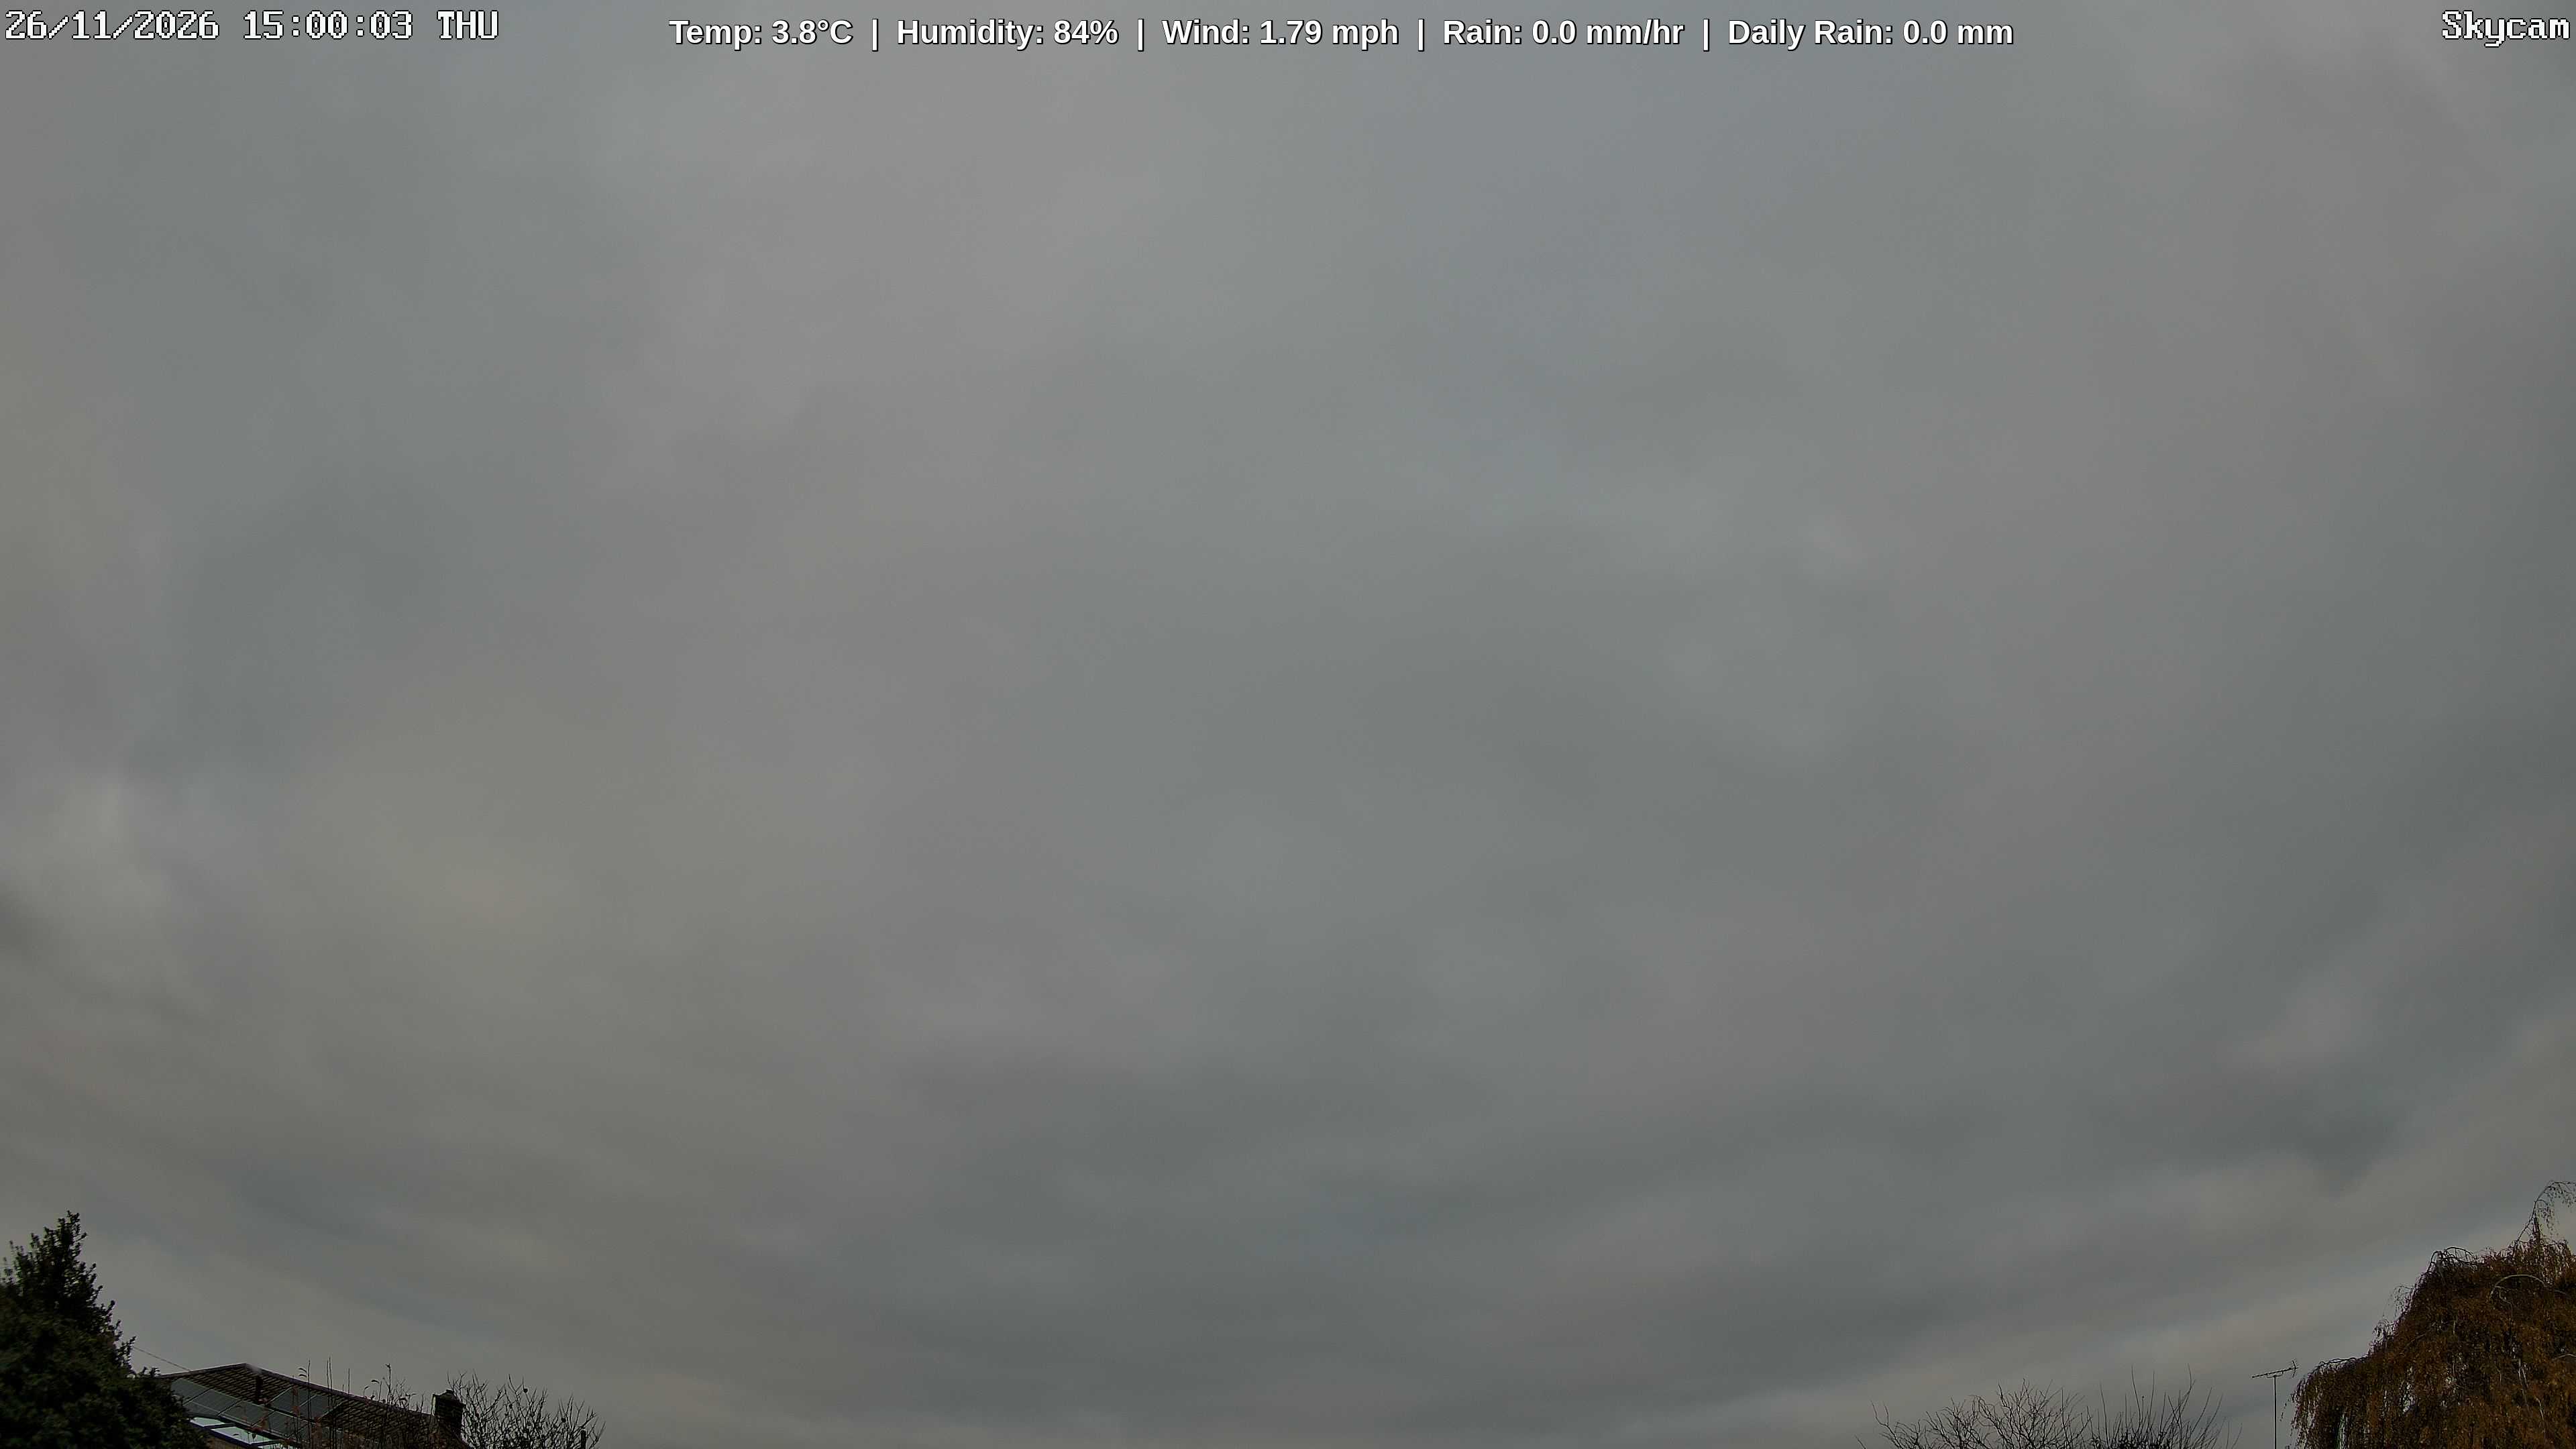 26/11/2026 15:00:03 THU
Temp: 3.8°C | Humidity: 84% | Wind: 1.79 mph | Rain: 0.0 mm/hr | Daily Rain: 0.0 mm
Skycam